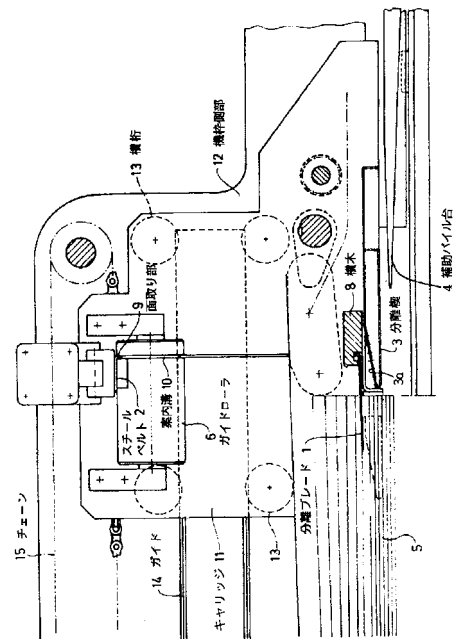 15 チェーン
14 ガイド
キャリッジ 11
13
スチール
ベルト 2
9
面取り部
案内溝 10
6
ガイドローラ
13 横桁
12 機枠側部
分離ブレード 1
8 横木
3 分離楔
3a
4 補助パイル台
5